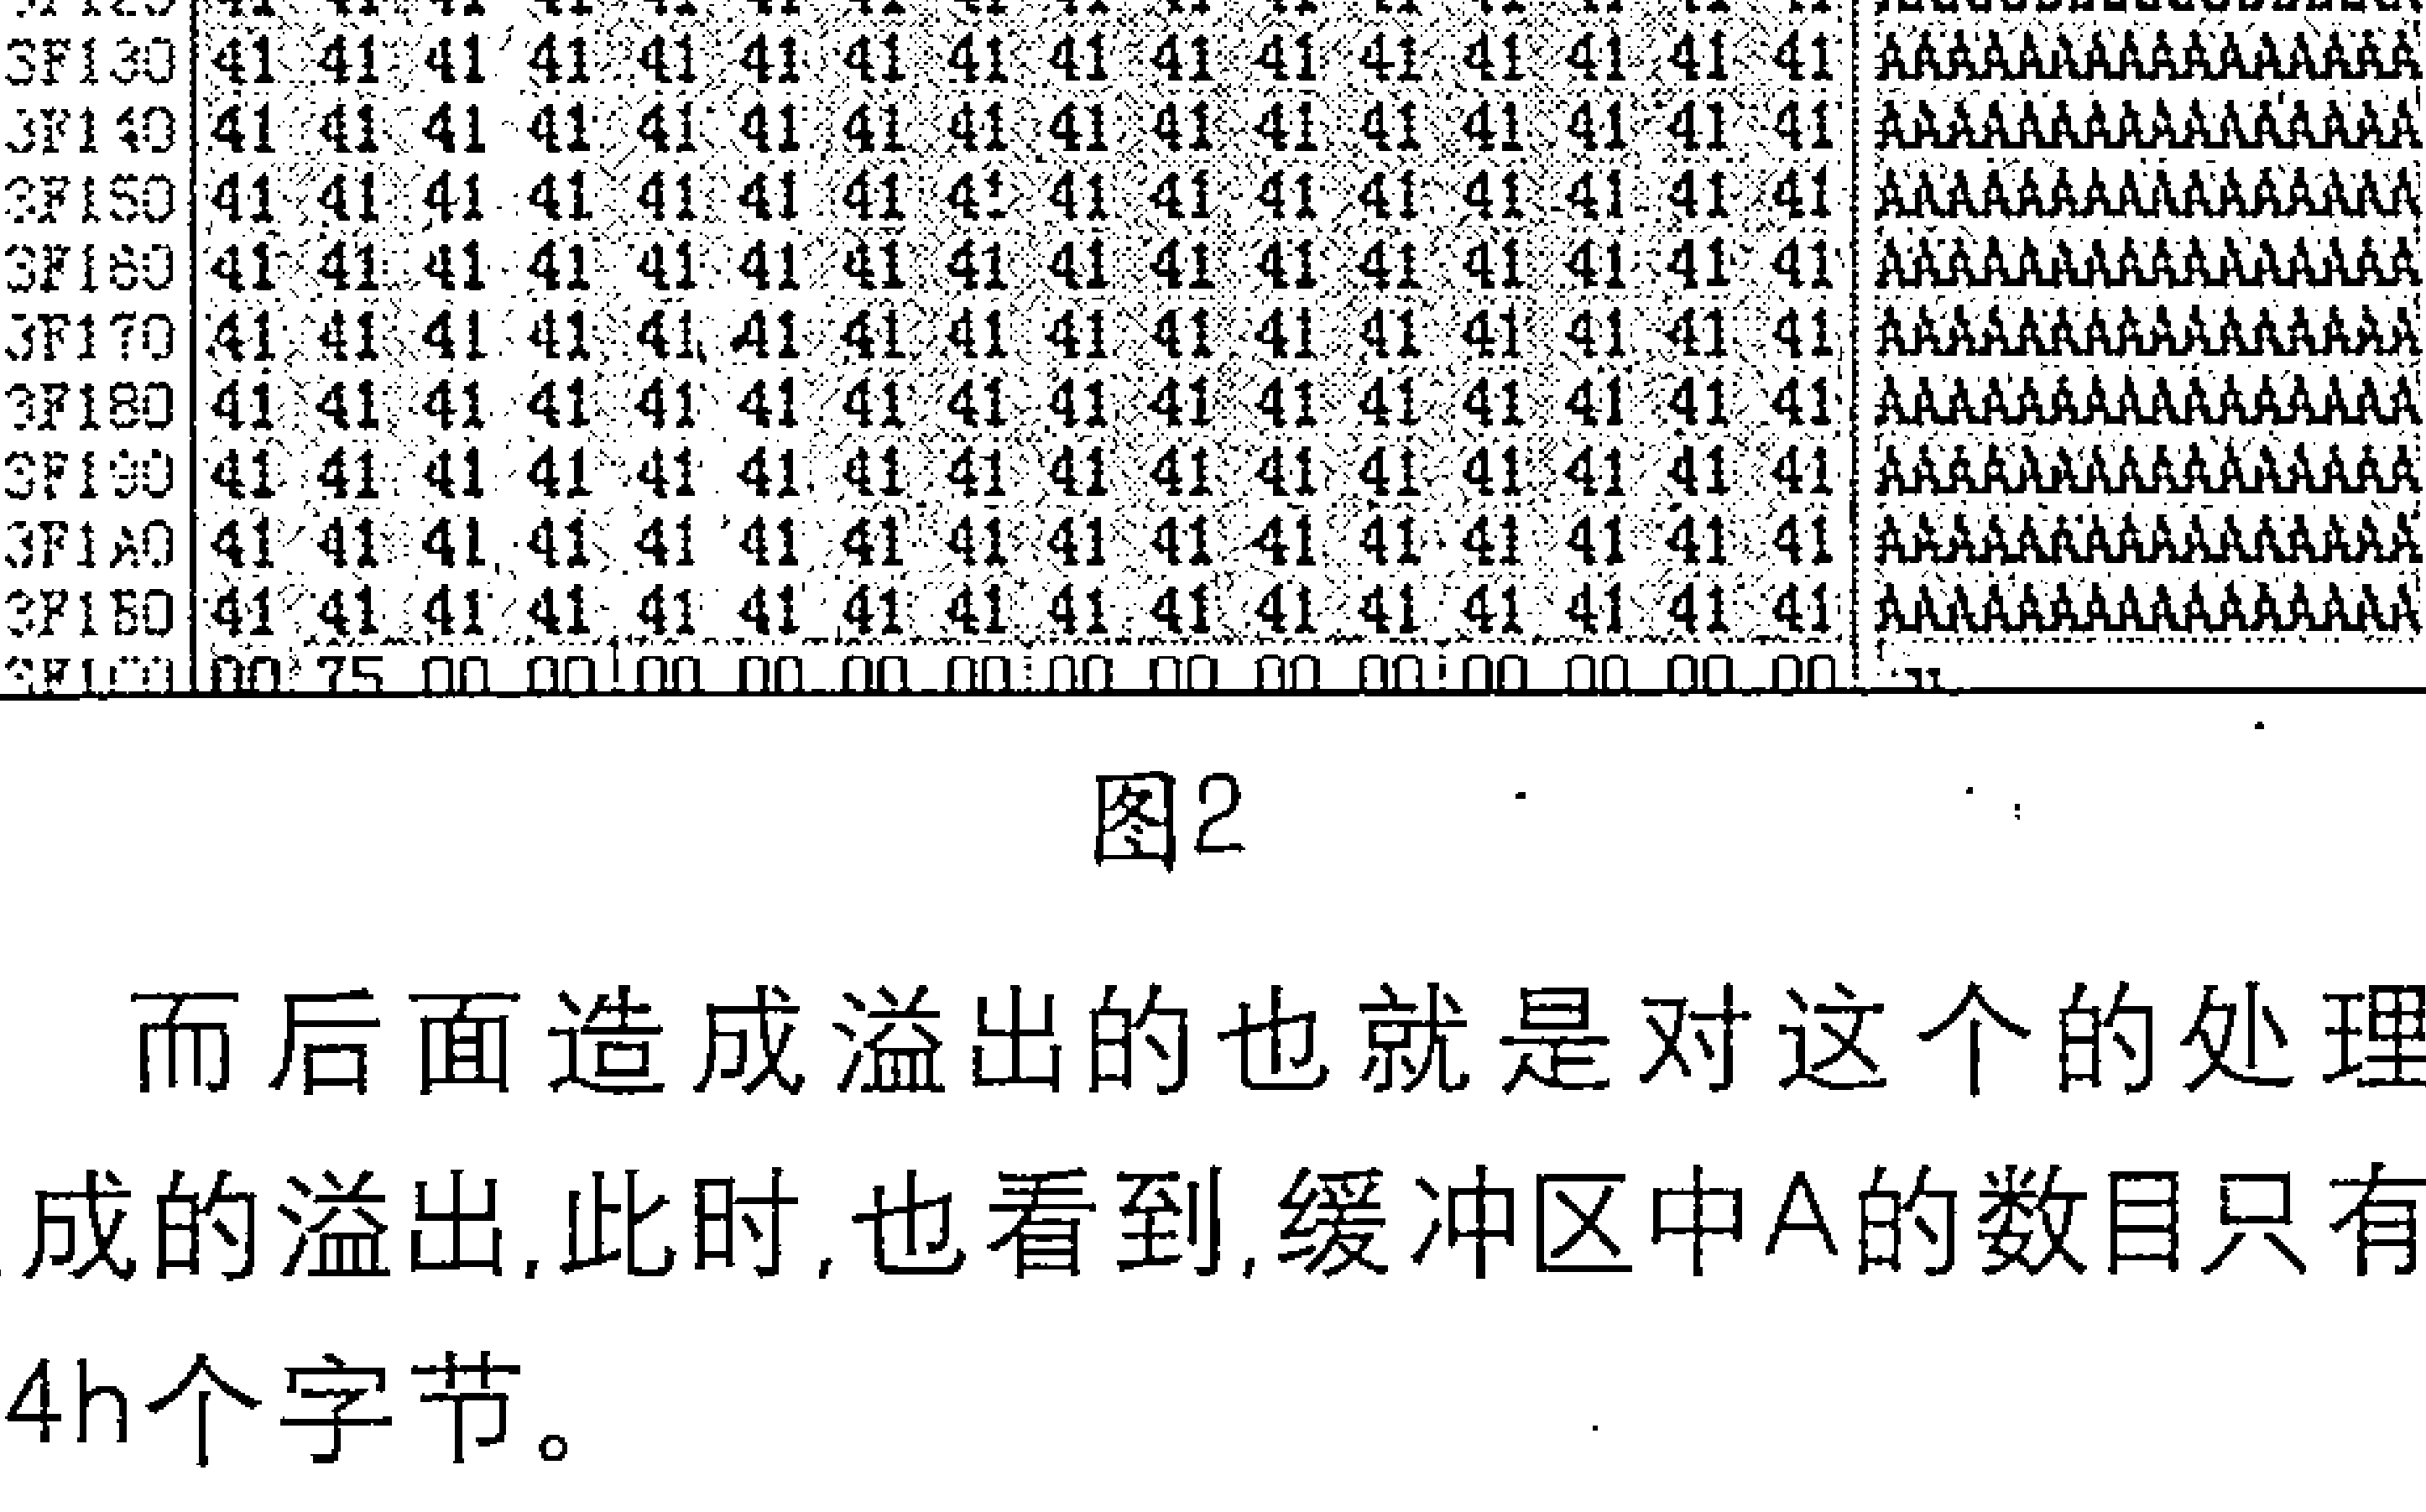 3F130 41 41 41 41 41 41 41 41 41 41 41 41 41 41 41 41 AAAAAAAAAAAAAAAA
3F140 41 41 41 41 41 41 41 41 41 41 41 41 41 41 41 41 AAAAAAAAAAAAAAAA
3F150 41 41 41 41 41 41 41 41 41 41 41 41 41 41 41 41 AAAAAAAAAAAAAAAA
3F160 41 41 41 41 41 41 41 41 41 41 41 41 41 41 41 41 AAAAAAAAAAAAAAAA
3F170 41 41 41 41 41 41 41 41 41 41 41 41 41 41 41 41 AAAAAAAAAAAAAAAA
3F180 41 41 41 41 41 41 41 41 41 41 41 41 41 41 41 41 AAAAAAAAAAAAAAAA
3F190 41 41 41 41 41 41 41 41 41 41 41 41 41 41 41 41 AAAAAAAAAAAAAAAA
3F1A0 41 41 41 41 41 41 41 41 41 41 41 41 41 41 41 41 AAAAAAAAAAAAAAAA
3F1B0 41 41 41 41 41 41 41 41 41 41 41 41 41 41 41 41 AAAAAAAAAAAAAAAA
00 75 00 00 00 00 00 00 00 00 00 00 00 00 00 00
图2
而后面造成溢出的也就是对这个的处理
成的溢出,此时,也看到,缓冲区中A的数目只有
4h个字节。